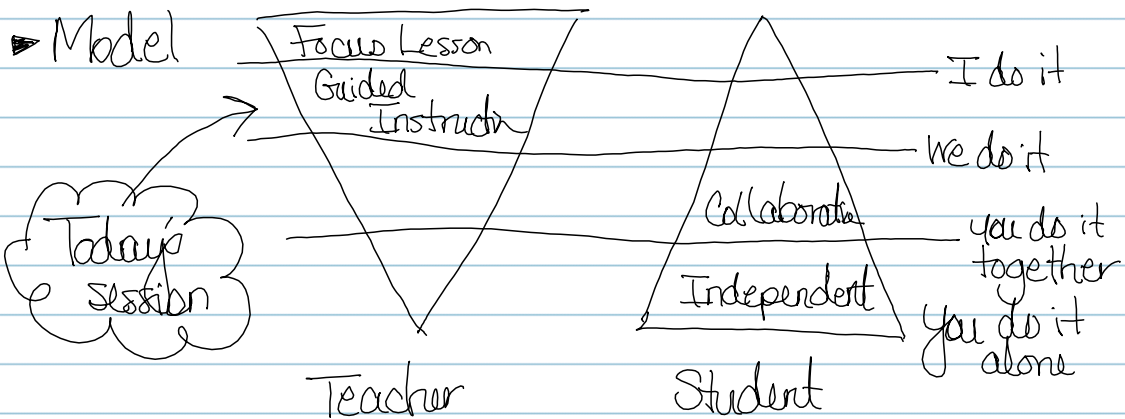 ▶ Model
Focus Lesson
I do it
Guided
Instructn
We do it
Today's
session
Collaborative
you do it
together
Independent
You do it
alone
Teacher
Student